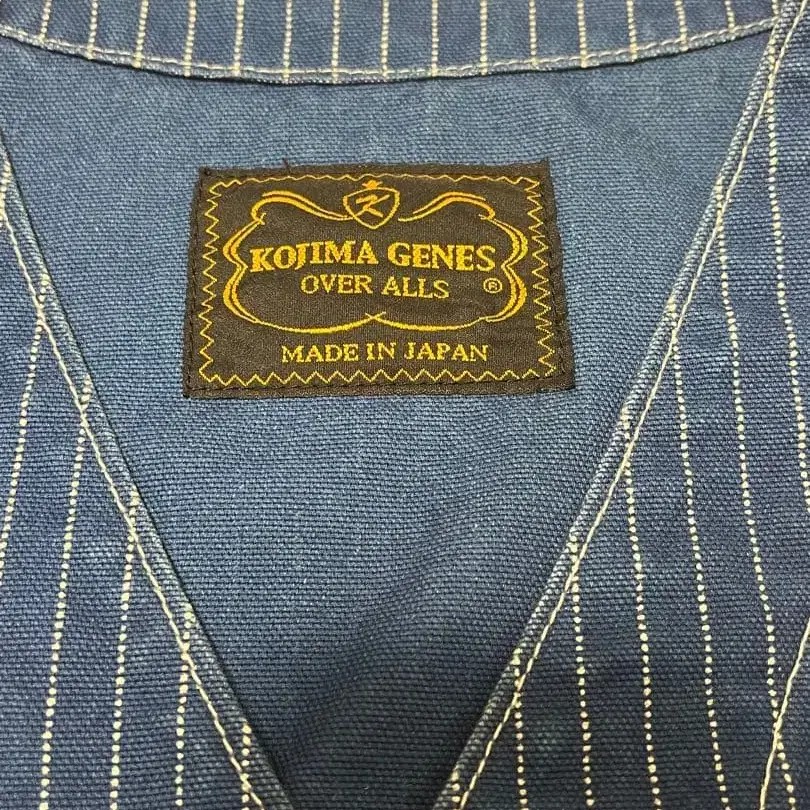 K
KOJIMA GENES
OVER ALLS ®
MADE IN JAPAN